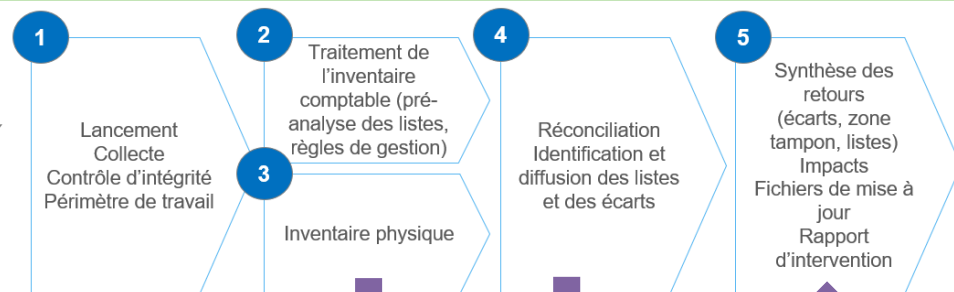 1
Lancement
Collecte
Contrôle d’intégrité
Périmètre de travail
2
Traitement de
l’inventaire
comptable (pré-
analyse des listes,
règles de gestion)
3
Inventaire physique
4
Réconciliation
Identification et
diffusion des listes
et des écarts
5
Synthèse des
retours
(écarts, zone
tampon, listes)
Impacts
Fichiers de mise à
jour
Rapport
d’intervention